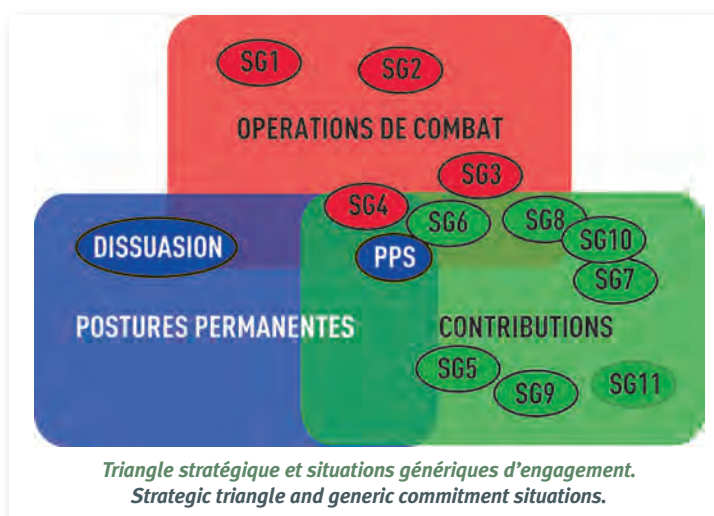 SG1
SG2
OPERATIONS DE COMBAT
SG3
SG4
SG6
SG8
SG10
DISSUASION
PPS
SG7
POSTURES PERMANENTES
CONTRIBUTIONS
SG5
SG9
SG11
Triangle stratégique et situations génériques d'engagement.
Strategic triangle and generic commitment situations.